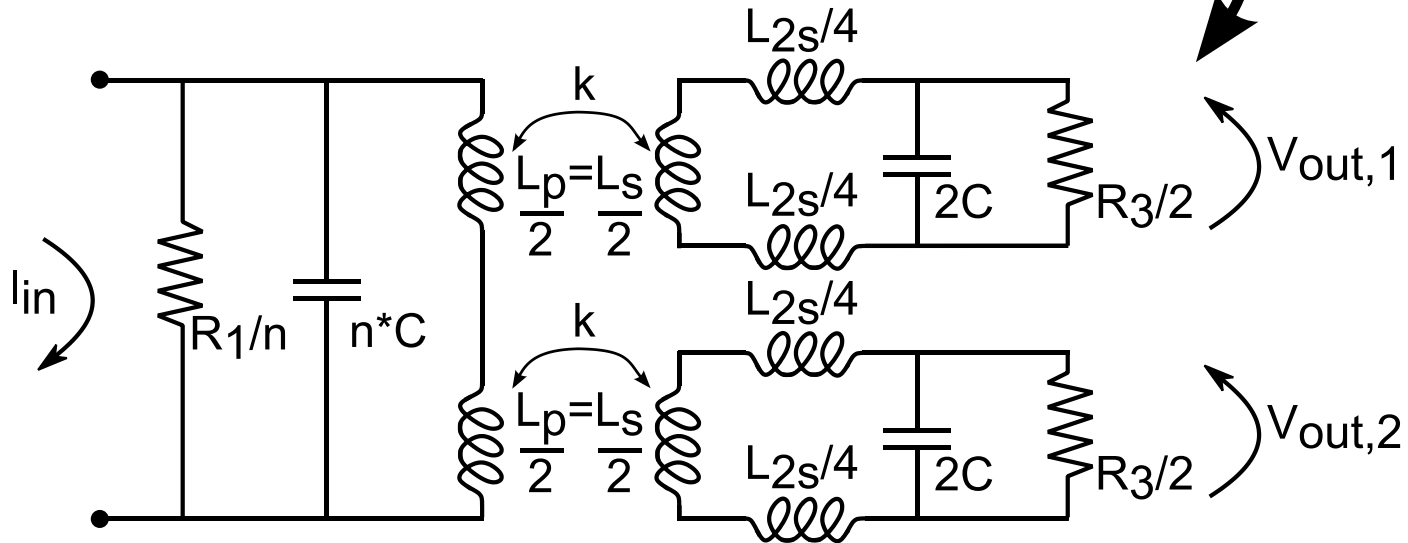 L2s/4
k
Lp/2=Ls/2
L2s/4
2C
R3/2
Vout,1
Iin
R1/n
n*C
L2s/4
k
Lp/2=Ls/2
L2s/4
2C
R3/2
Vout,2